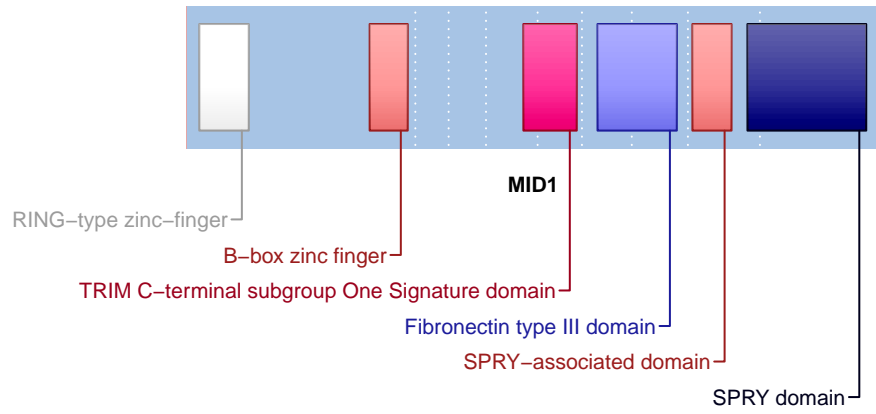 MID1
RING−type zinc−finger
B−box zinc finger
TRIM C−terminal subgroup One Signature domain
Fibronectin type III domain
SPRY−associated domain
SPRY domain